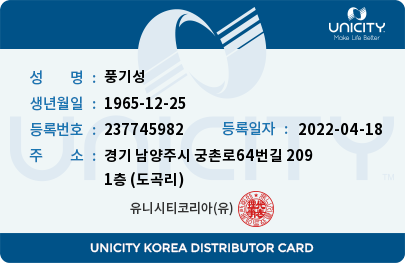 UNICITY
Make Life Better
성 명 : 풍기성
생년월일 : 1965-12-25
등록번호 : 237745982 등록일자 : 2022-04-18
주 소 : 경기 남양주시 궁촌로64번길 209
1층 (도곡리)
UNICITY
유니시티코리아(유)
UNICITY KOREA DISTRIBUTOR CARD